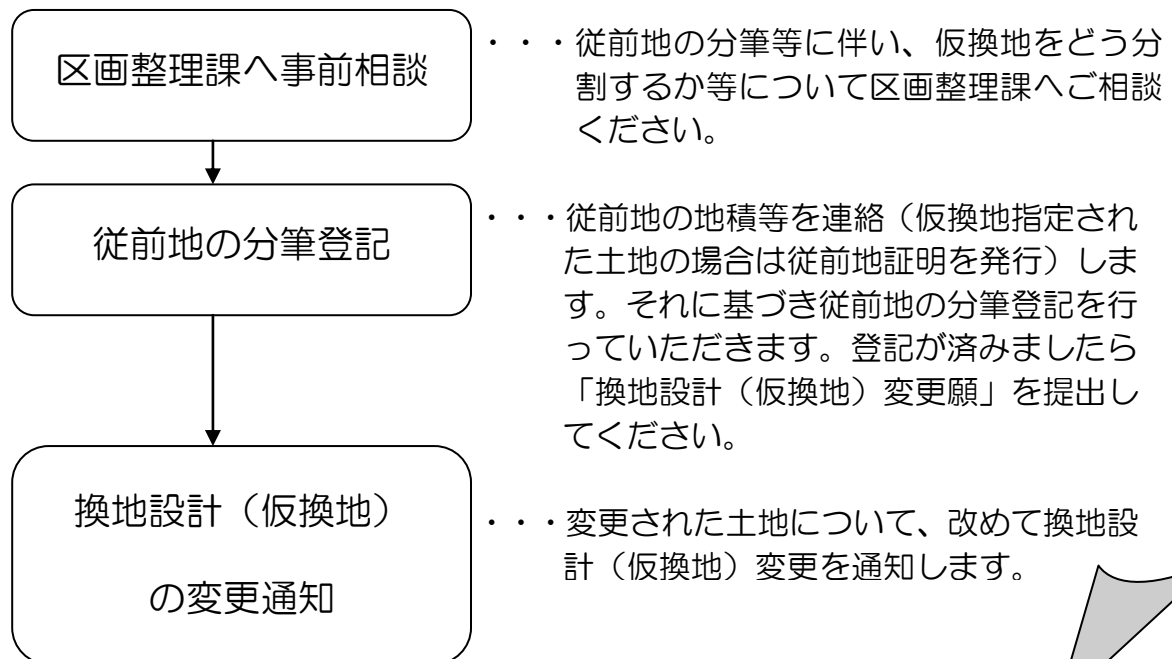 区画整理課へ事前相談
・・・従前地の分筆等に伴い、仮換地をどう分
割するか等について区画整理課へご相談
ください。
従前地の分筆登記
・・・従前地の地積等を連絡（仮換地指定され
た土地の場合は従前地証明を発行）しま
す。それに基づき従前地の分筆登記を行
っていただきます。登記が済みましたら
「換地設計（仮換地）変更願」を提出し
てください。
換地設計（仮換地）
の変更通知
・・・変更された土地について、改めて換地設
計（仮換地）変更を通知します。